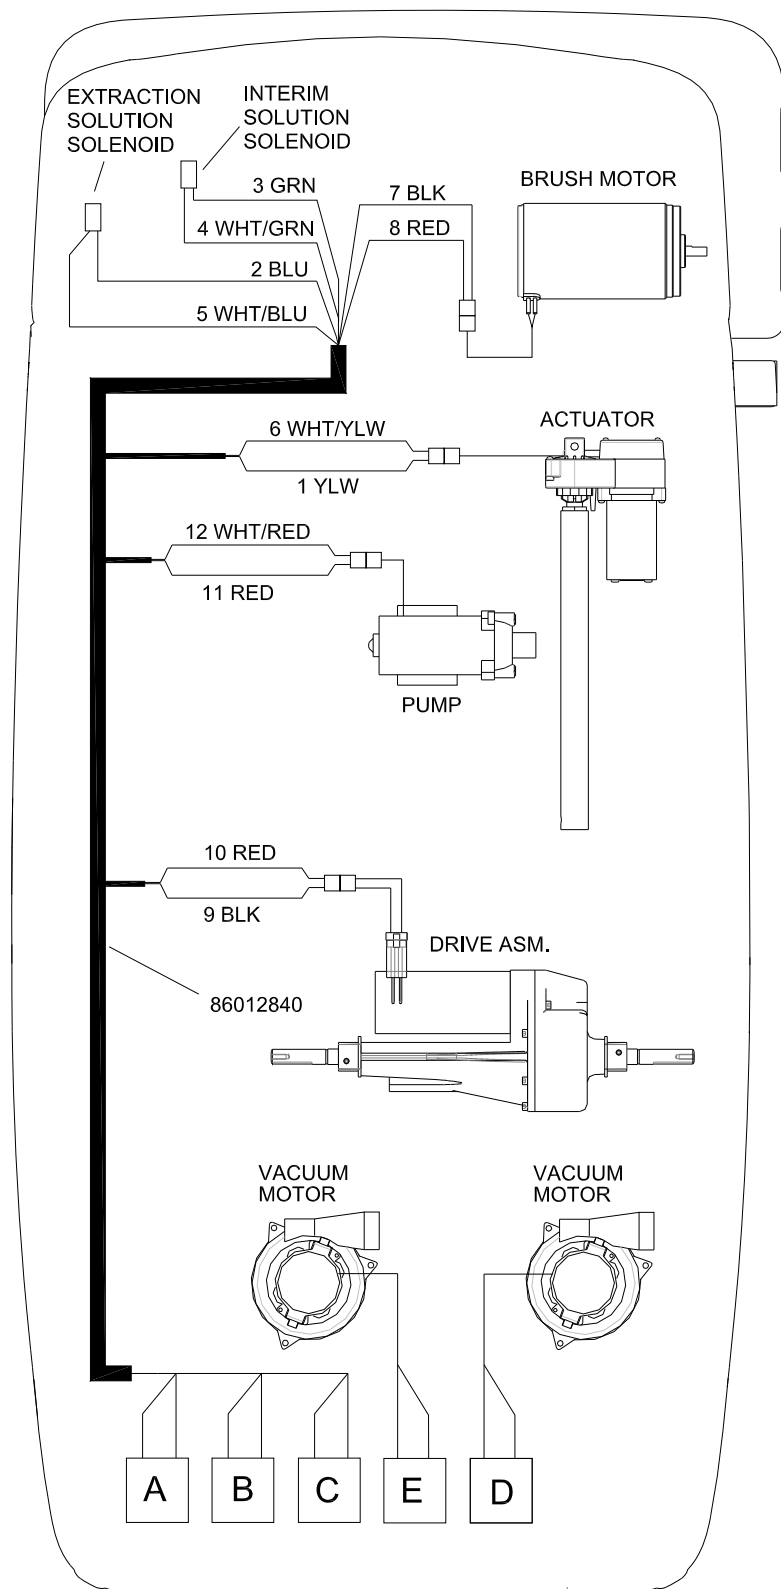 EXTRACTION
SOLUTION
SOLENOID
INTERIM
SOLUTION
SOLENOID
3 GRN
4 WHT/GRN
2 BLU
5 WHT/BLU
7 BLK
8 RED
BRUSH MOTOR
6 WHT/YLW
1 YLW
ACTUATOR
12 WHT/RED
11 RED
PUMP
10 RED
9 BLK
DRIVE ASM.
86012840
VACUUM
MOTOR
VACUUM
MOTOR
A
B
C
E
D